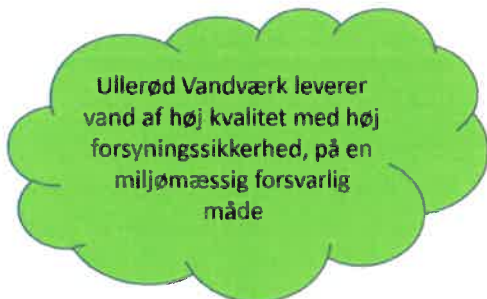 Ullerød Vandværk leverer
vand af høj kvalitet med høj
forsyningssikkerhed, på en
miljømæssig forsvarlig
måde